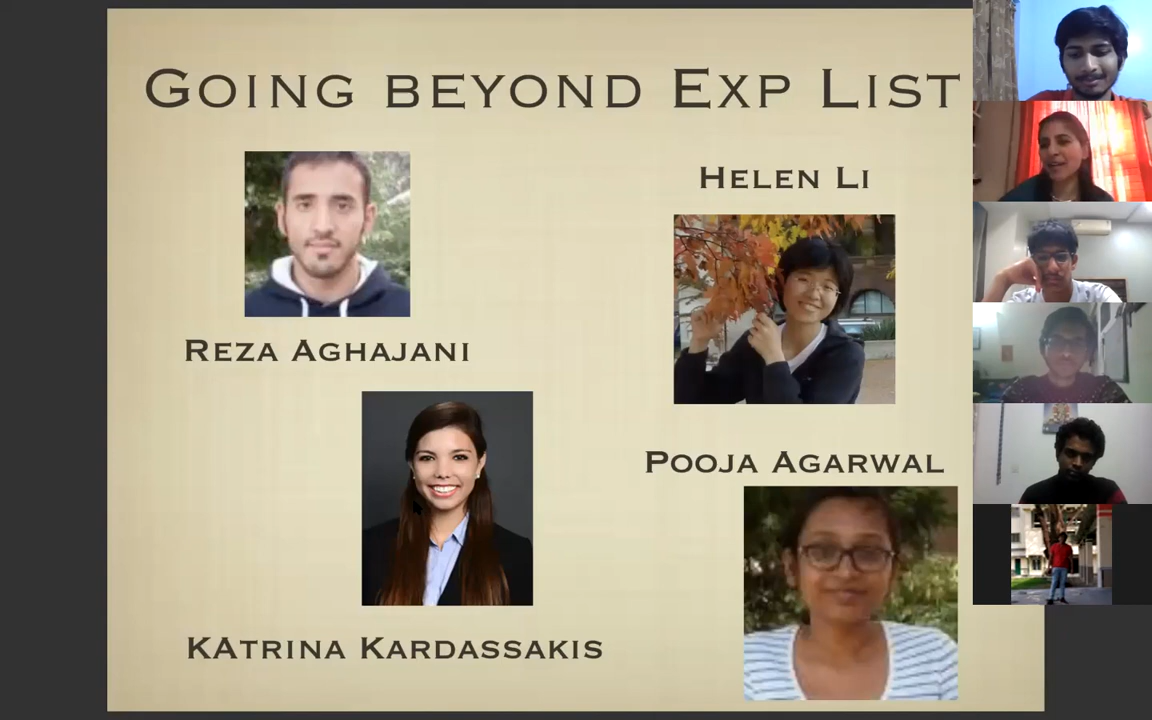 GOING BEYOND EXP LIST
HELEN LI
REZA AGHAJANI
POOJA AGARWAL
KATRINA KARDASSAKIS